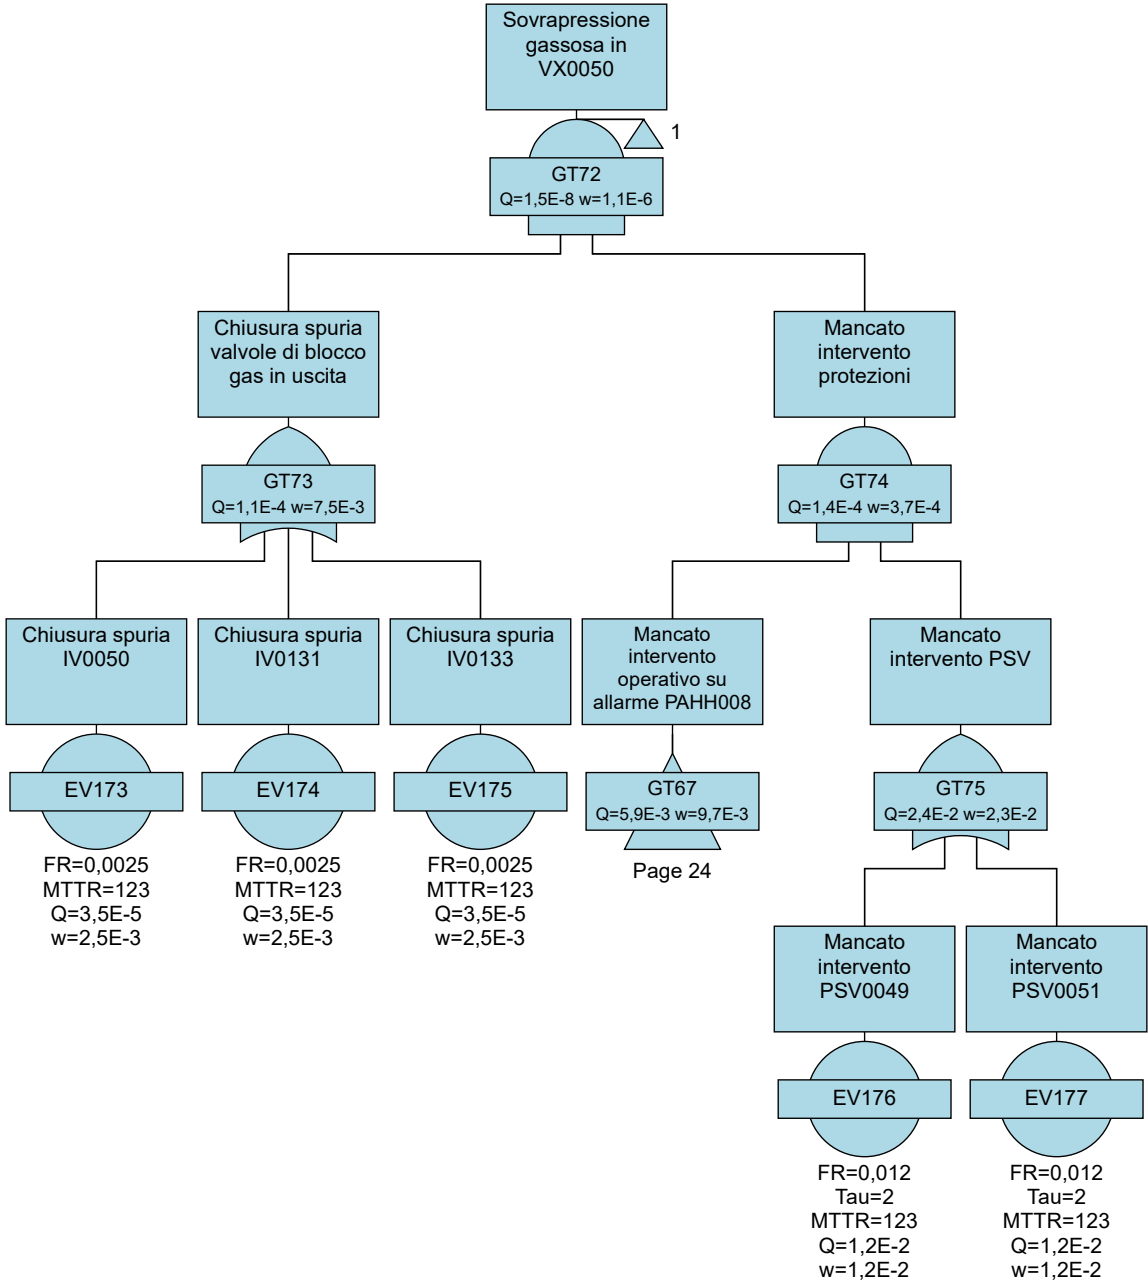 Sovrapressione
gassosa in
VX0050
1
GT72
Q=1,5E-8 w=1,1E-6
Chiusura spuria
valvole di blocco
gas in uscita
Mancato
intervento
protezioni
GT73
Q=1,1E-4 w=7,5E-3
GT74
Q=1,4E-4 w=3,7E-4
Chiusura spuria
IV0050
Chiusura spuria
IV0131
Chiusura spuria
IV0133
Mancato
intervento
operativo su
allarme PAHH008
Mancato
intervento PSV
EV173
EV174
EV175
GT67
Q=5,9E-3 w=9,7E-3
GT75
Q=2,4E-2 w=2,3E-2
FR=0,0025
MTTR=123
Q=3,5E-5
w=2,5E-3
FR=0,0025
MTTR=123
Q=3,5E-5
w=2,5E-3
FR=0,0025
MTTR=123
Q=3,5E-5
w=2,5E-3
Page 24
Mancato
intervento
PSV0049
Mancato
intervento
PSV0051
EV176
EV177
FR=0,012
Tau=2
MTTR=123
Q=1,2E-2
w=1,2E-2
FR=0,012
Tau=2
MTTR=123
Q=1,2E-2
w=1,2E-2